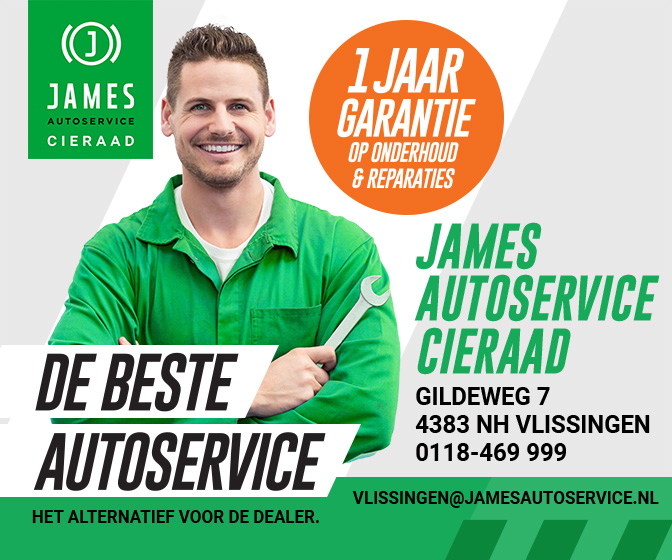 J
JAMES
AUTOSERVICE
CIERAAD
1 JAAR
GARANTIE
OP ONDERHOUD
& REPARATIES
JAMES
AUTOSERVICE
CIERAAD
GILDEWEG 7
4383 NH VLISSINGEN
0118-469 999
DE BESTE
AUTOSERVICE
HET ALTERNATIEF VOOR DE DEALER.
VLISSINGEN@JAMESAUTOSERVICE.NL